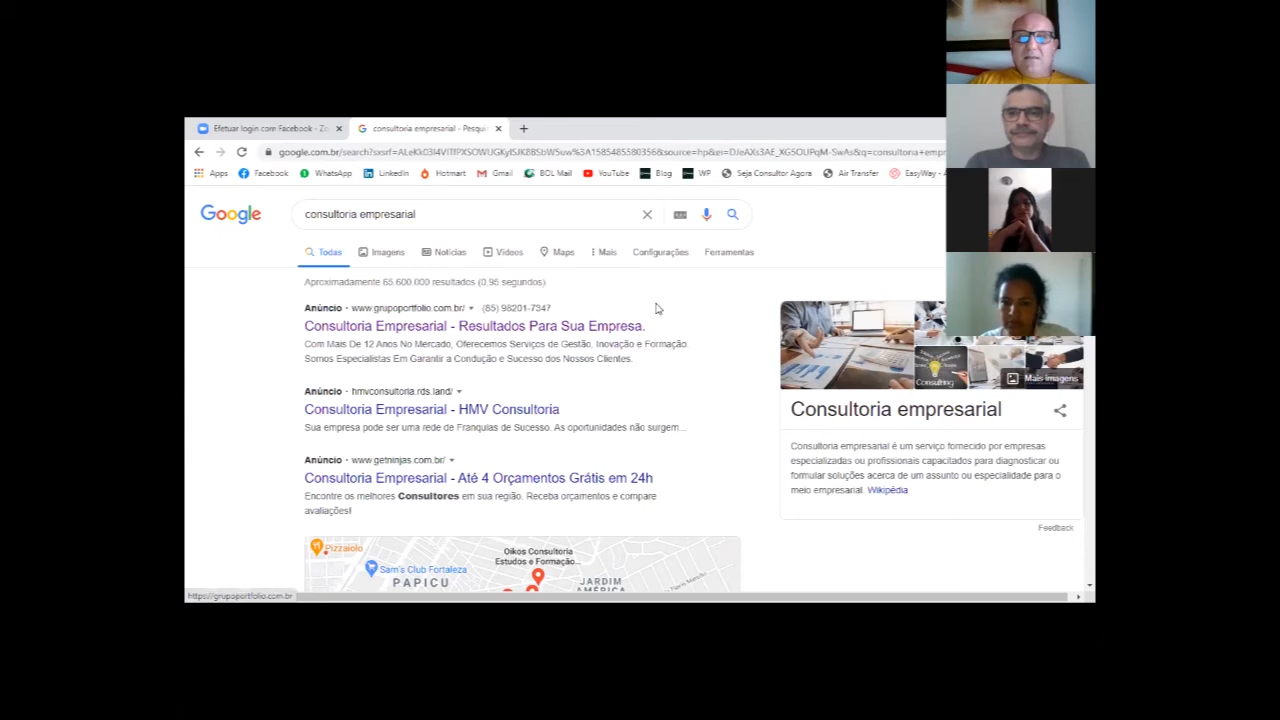 Efetuar login com Facebook - Zo
consultoria empresarial - Pesqui
google.com.br/search?
Apps
Facebook
WhatsApp
LinkedIn
Hotmart
Gmail
BOL Mail
YouTube
Blog
WP
Seja Consultor Agora
Air Transfer
EasyWay - A
Google
consultoria empresarial
Todas
Imagens
Notícias
Vídeos
Maps
Mais
Configurações
Ferramentas
Aproximadamente 65.600.000 resultados (0,95 segundos)
Anúncio · www.grupoportfolio.com.br/ (85) 98201-7347
Consultoria Empresarial - Resultados Para Sua Empresa.
Com Mais De 12 Anos No Mercado, Oferecemos Serviços de Gestão, Inovação e Formação.
Somos Especialistas Em Garantir a Condução e Sucesso dos Nossos Clientes.
Anúncio · hmvconsultoria.rds.land/
Consultoria Empresarial - HMV Consultoria
Sua empresa pode ser uma rede de Franquias de Sucesso. As oportunidades não surgem...
Anúncio · www.getninjas.com.br/
Consultoria Empresarial - Até 4 Orçamentos Grátis em 24h
Encontre os melhores Consultores em sua região. Receba orçamentos e compare
avaliações!
Pizzaiolo
Sam's Club Fortaleza
PAPICU
Oikos Consultoria
Estudos e Formação...
JARDIM
AMÉRICA
https://grupoportfolio.com.br
Consulting
Mais imagens
Consultoria empresarial
Consultoria empresarial é um serviço fornecido por empresas
especializadas ou profissionais capacitados para diagnosticar ou
formular soluções acerca de um assunto ou especialidade para o
meio empresarial. Wikipédia
Feedback